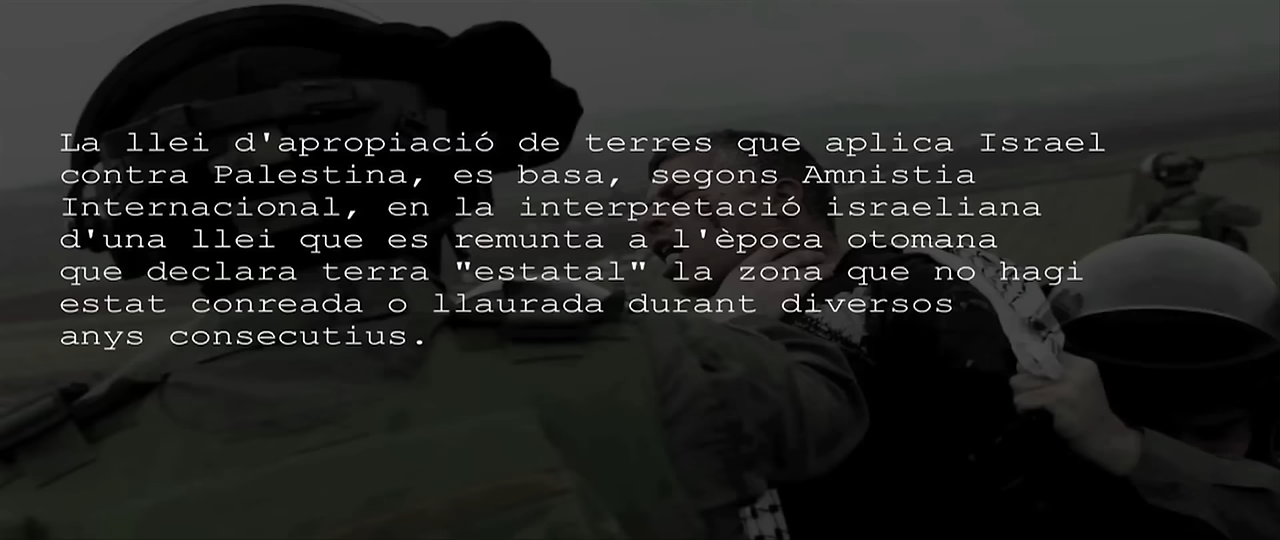 La llei d'apropiació de terres que aplica Israel
contra Palestina, es basa, segons Amnistia
Internacional, en la interpretació israeliana
d'una llei que es remunta a l'època otomana
que declara terra "estatal" la zona que no hagi
estat conreada o llaurada durant diversos
anys consecutius.